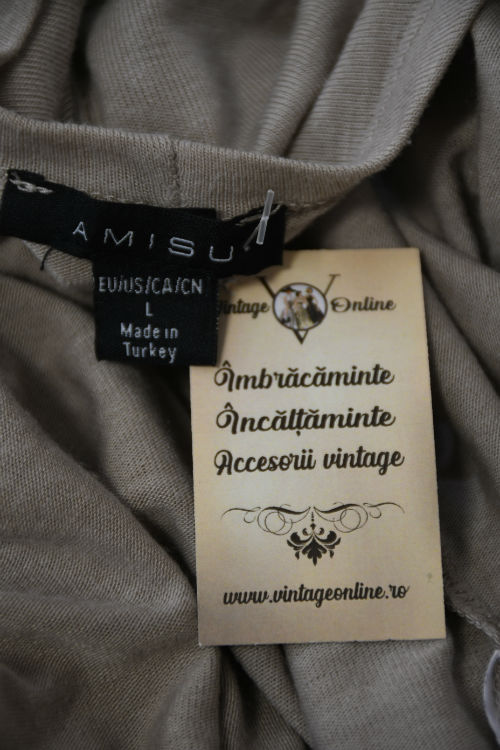 AMISU
EU/US/CA/CN
L
Made in
Turkey
Vintage Online
Îmbrăcăminte
Încălțăminte
Accesorii vintage
www.vintageonline.ro